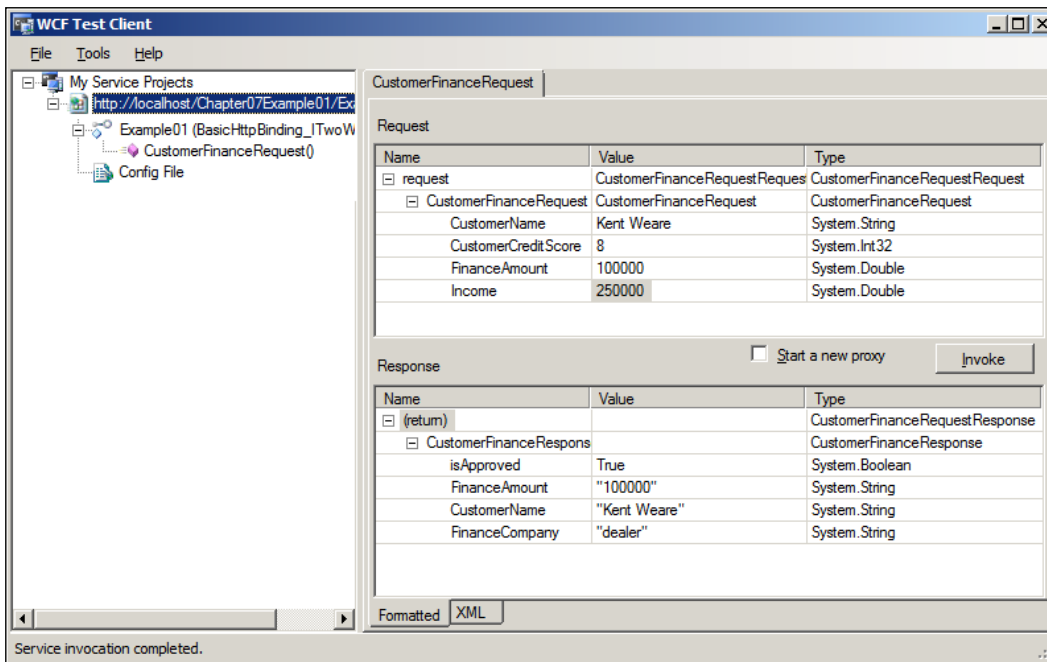 WCF Test Client
File Tools Help
My Service Projects
http://localhost/Chapter07Example01/Exa
Example01 (BasicHttpBinding_ITwoW
CustomerFinanceRequest()
Config File
CustomerFinanceRequest
Request
Name Value Type
request CustomerFinanceRequestReques CustomerFinanceRequestRequest
CustomerFinanceRequest CustomerFinanceRequest CustomerFinanceRequest
CustomerName Kent Weare System.String
CustomerCreditScore 8 System.Int32
FinanceAmount 100000 System.Double
Income 250000 System.Double
Response Start a new proxy Invoke
Name Value Type
(return) CustomerFinanceRequestResponse
CustomerFinanceRespons CustomerFinanceResponse
isApproved True System.Boolean
FinanceAmount "100000" System.String
CustomerName "Kent Weare" System.String
FinanceCompany "dealer" System.String
Formatted XML
Service invocation completed.